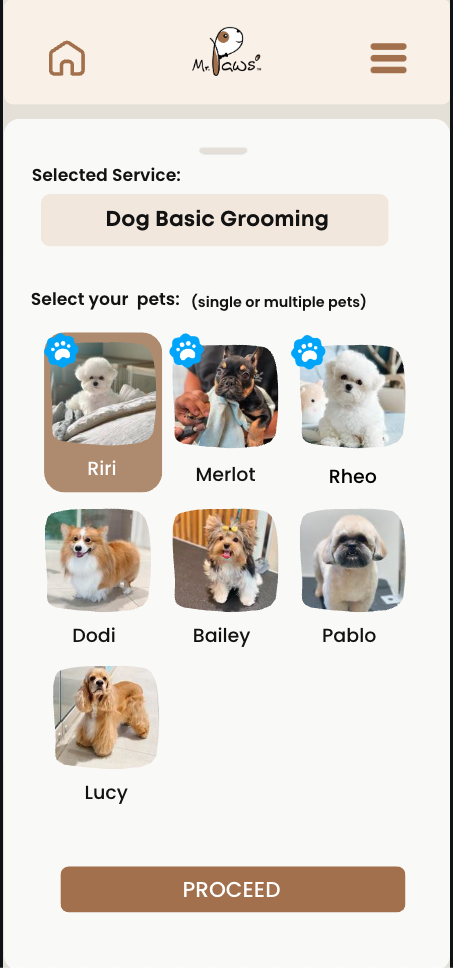 Mr. Paws
Selected Service:
Dog Basic Grooming
Select your pets: (single or multiple pets)
Riri
Merlot
Rheo
Dodi
Bailey
Pablo
Lucy
PROCEED